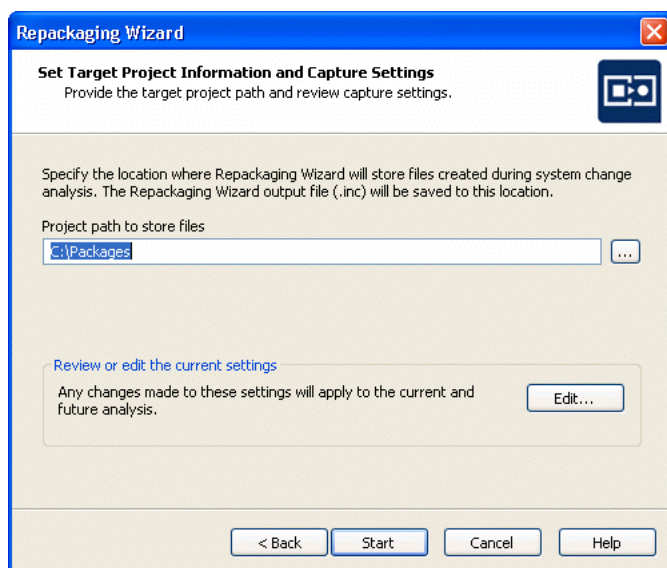 Repackaging Wizard
Set Target Project Information and Capture Settings
Provide the target project path and review capture settings.
Specify the location where Repackaging Wizard will store files created during system change
analysis. The Repackaging Wizard output file (.inc) will be saved to this location.
Project path to store files
C:\Packages
...
Review or edit the current settings
Any changes made to these settings will apply to the current and
future analysis.
Edit...
< Back Start Cancel Help